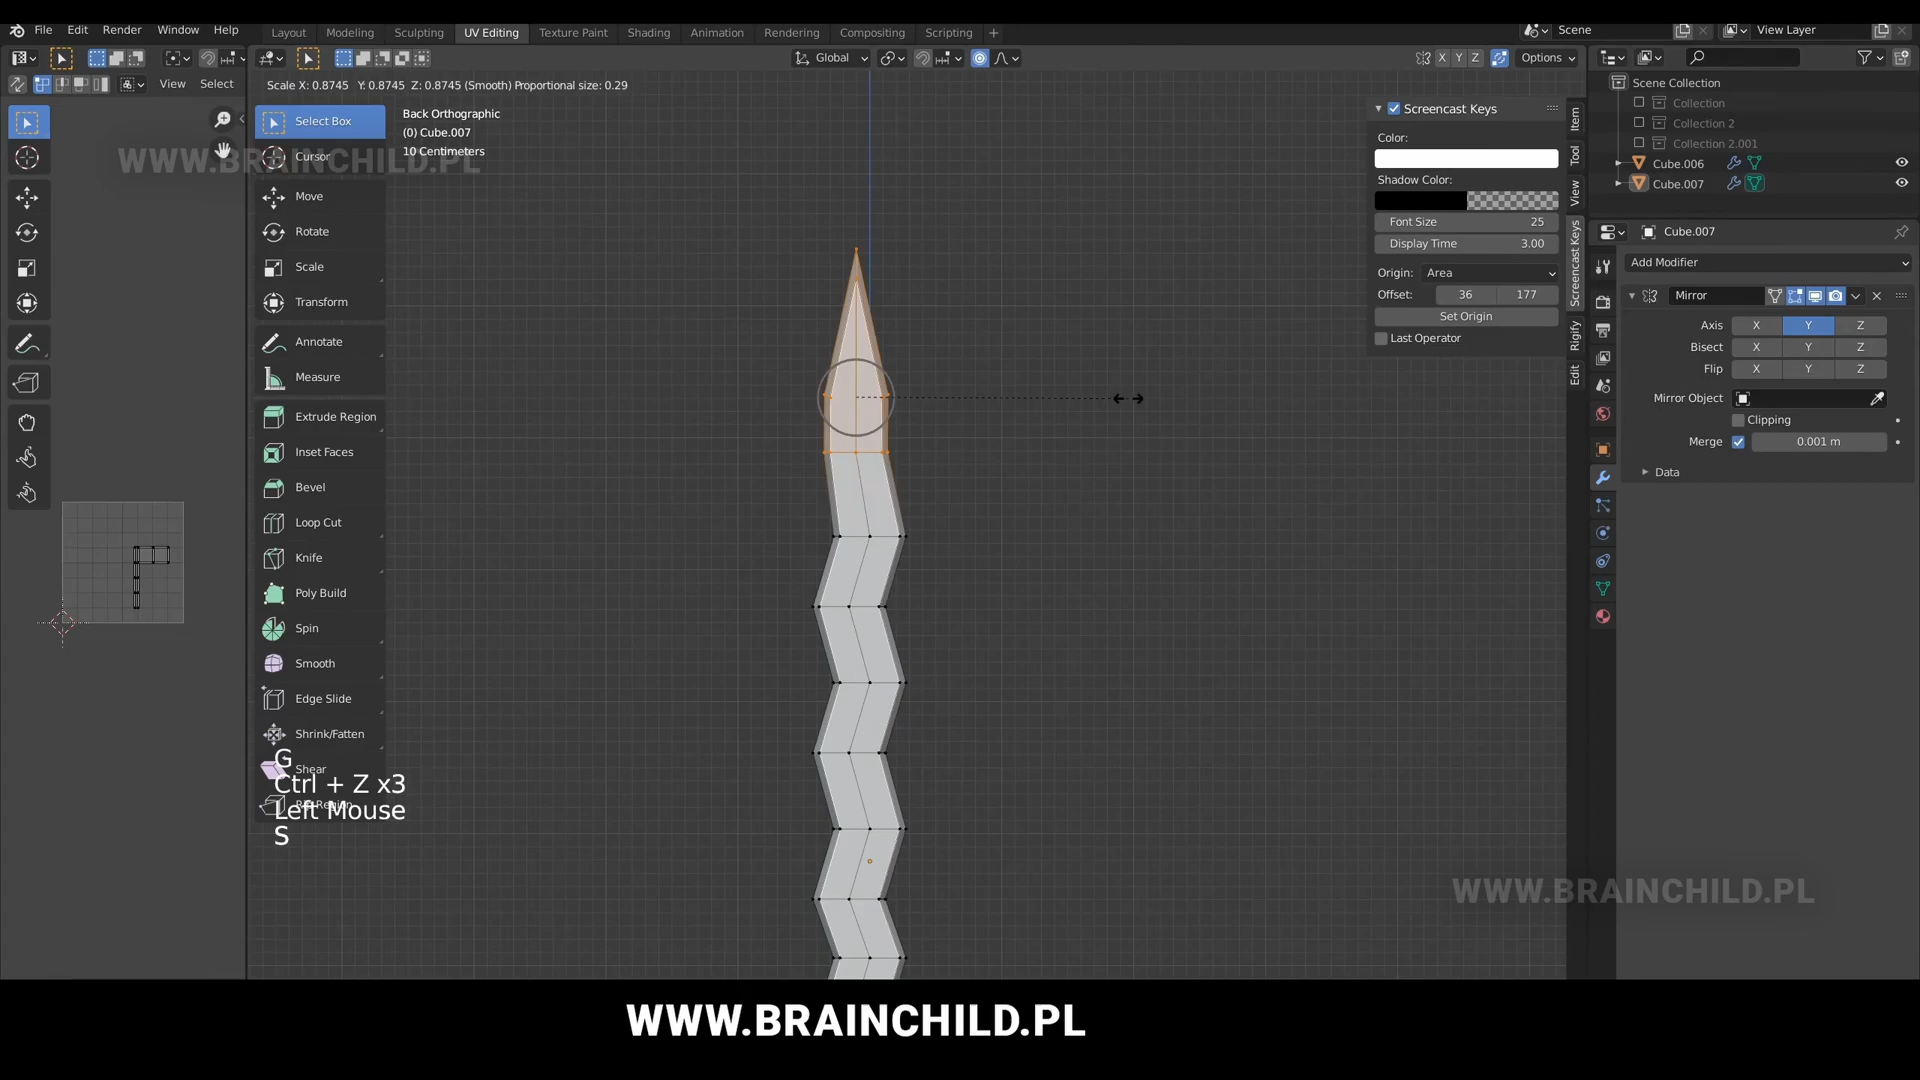 File Edit Render Window Help Layout Modeling Sculpting UV Editing Texture Paint Shading Animation Rendering Compositing Scripting + Scene View Layer
Global X Y Z Options
View Select Scale X: 0.8745 Y: 0.8745 Z: 0.8745 (Smooth) Proportional size: 0.29
Back Orthographic
(0) Cube.007
10 Centimeters
WWW.BRAINCHILD.PL
Select Box
Cursor
Move
Rotate
Scale
Transform
Annotate
Measure
Extrude Region
Inset Faces
Bevel
Loop Cut
Knife
Poly Build
Spin
Smooth
Edge Slide
Shrink/Fatten
Shear
G
Ctrl + Z x3
Left Mouse
S
Screencast Keys
Color:
Shadow Color:
Font Size 25
Display Time 3.00
Origin: Area
Offset: 36 177
Set Origin
Last Operator
Item
Tool
View
Screencast Keys
Rigify
Edit
Scene Collection
Collection
Collection 2
Collection 2.001
Cube.006
Cube.007
Cube.007
Add Modifier
Mirror
Axis X Y Z
Bisect X Y Z
Flip X Y Z
Mirror Object
Clipping
Merge 0.001 m
Data
WWW.BRAINCHILD.PL
WWW.BRAINCHILD.PL